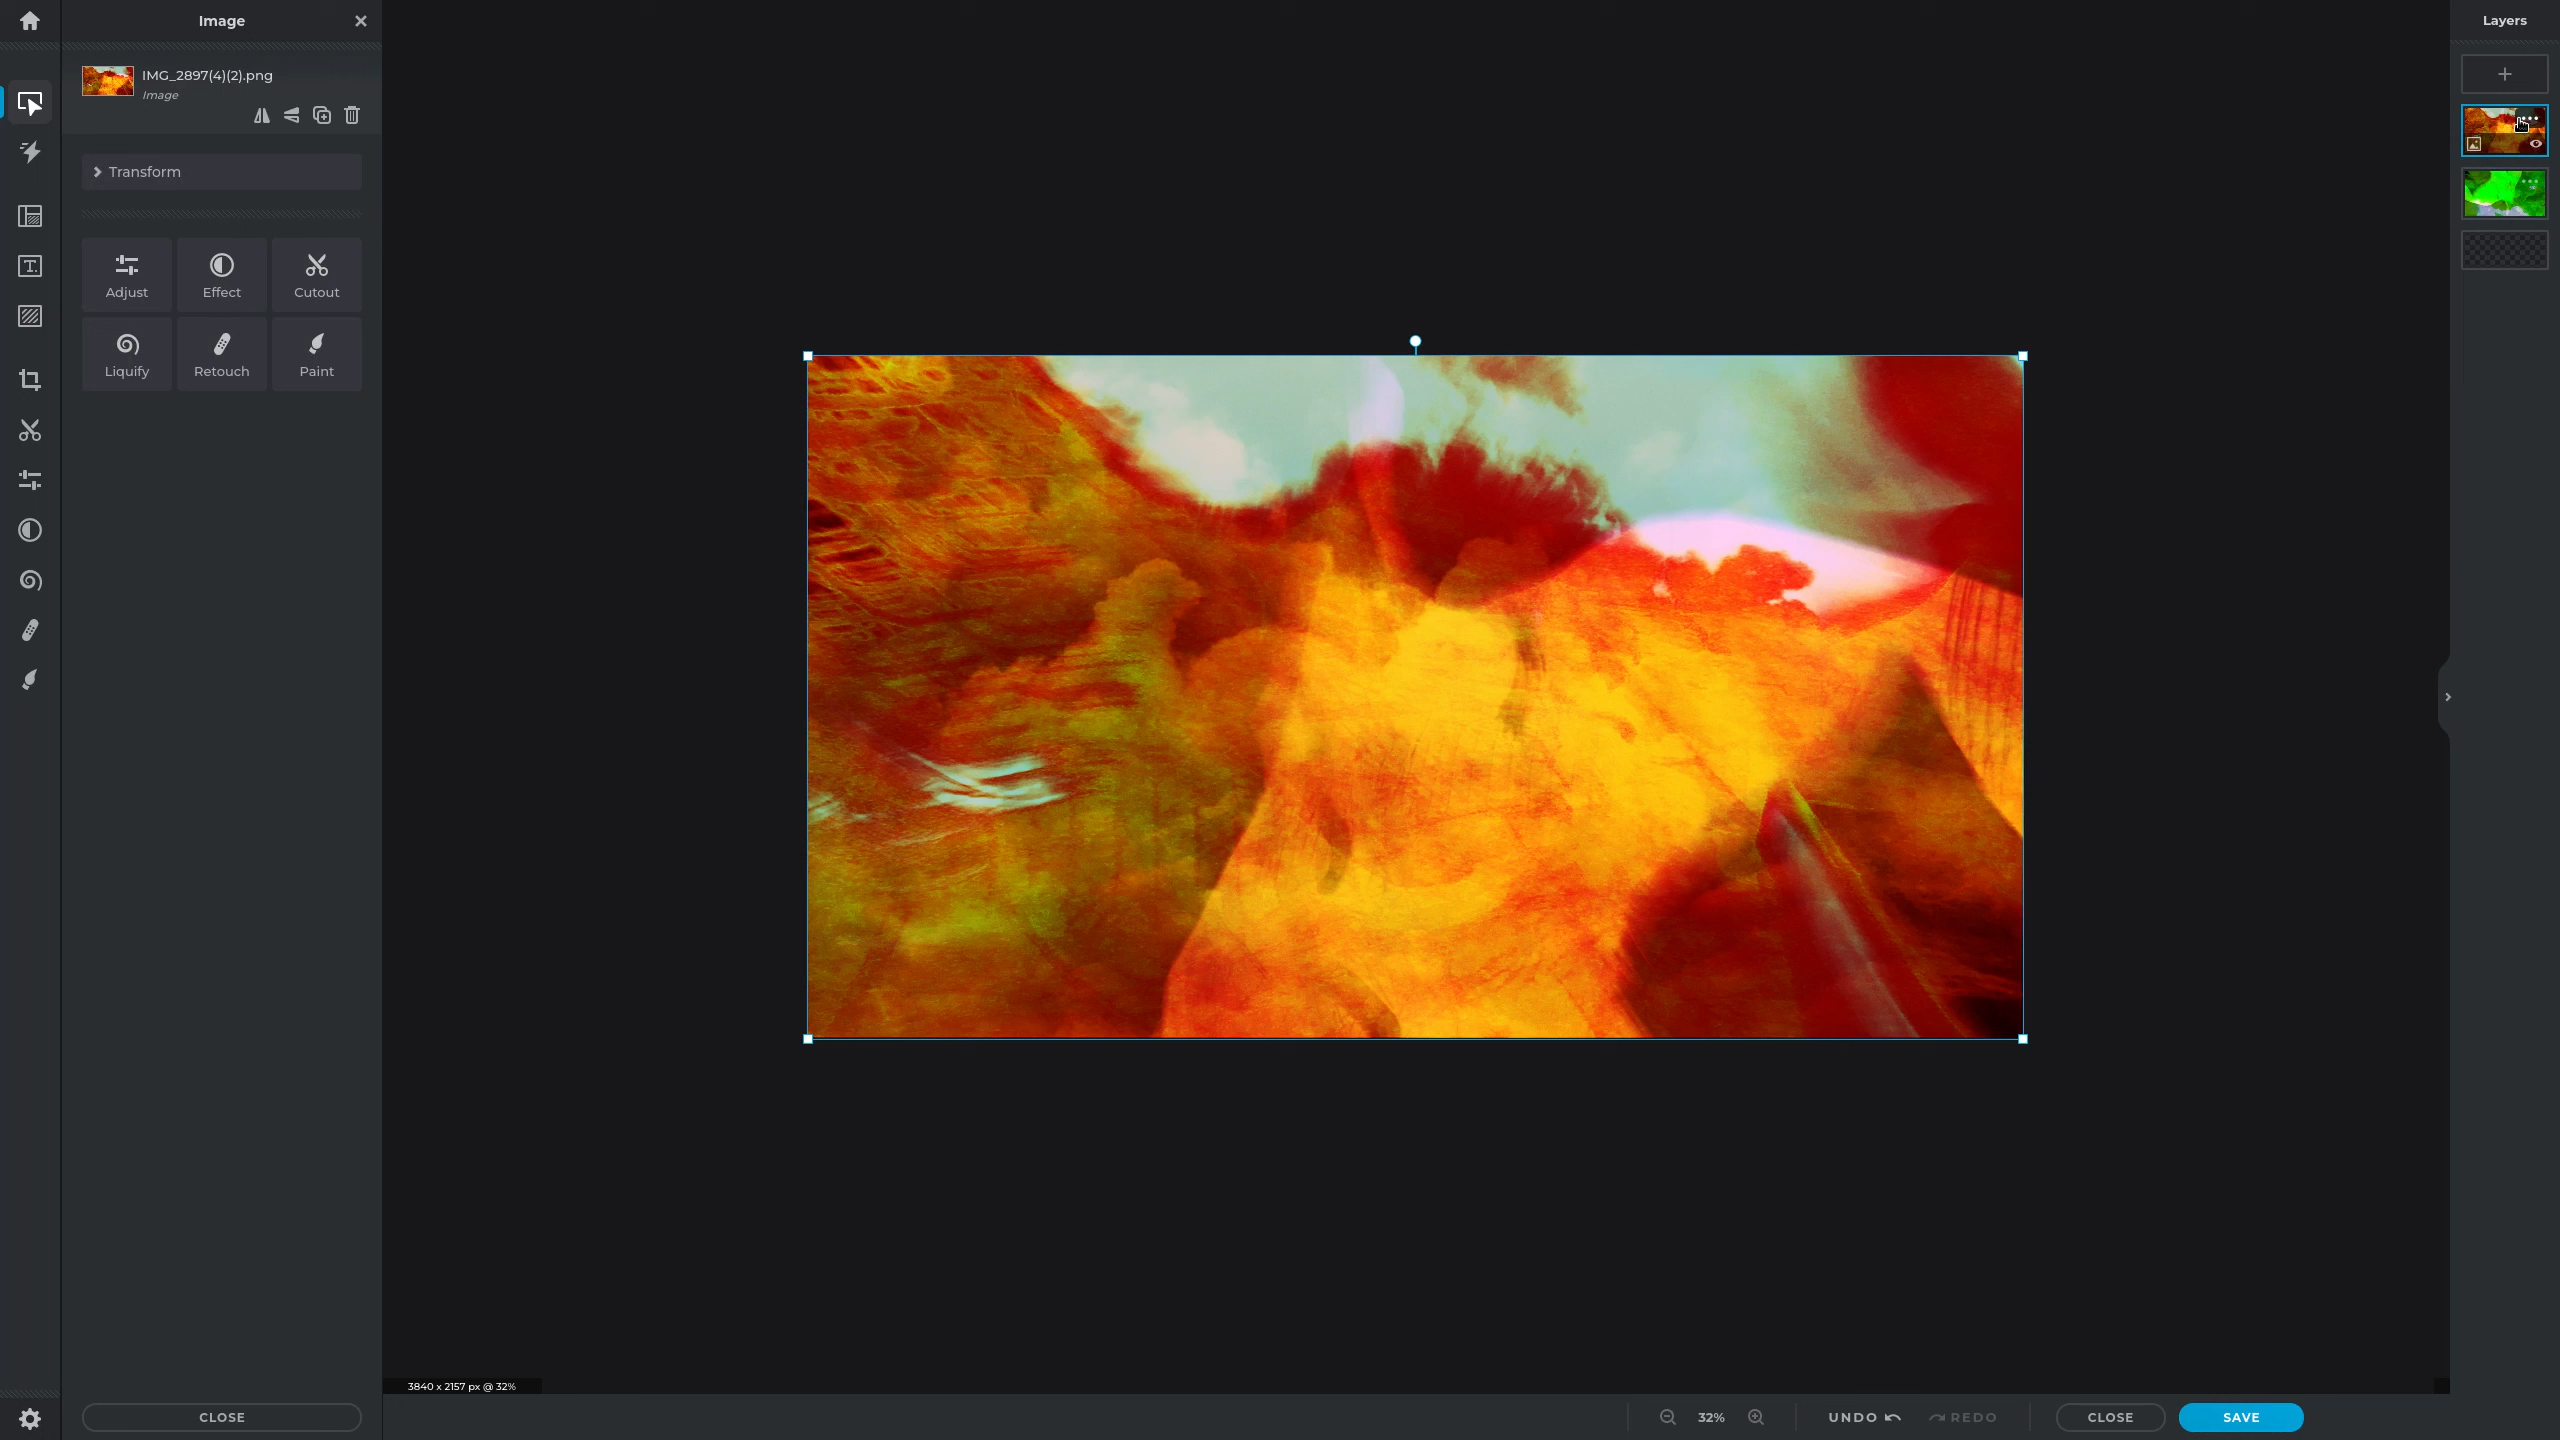 Image
Layers
IMG_2897(4)(2).png
Image
Transform
Adjust
Effect
Cutout
Liquify
Retouch
Paint
3840 x 2157 px @ 32%
CLOSE
32%
UNDO
REDO
CLOSE
SAVE